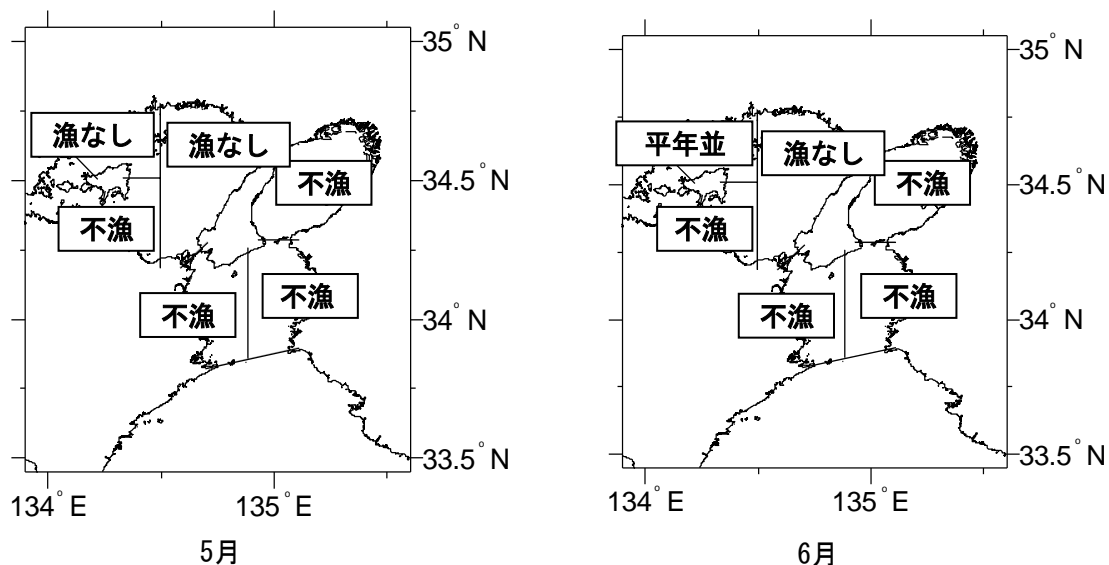 35° N
漁なし
漁なし
34.5° N
不漁
不漁
不漁
不漁
34° N
33.5° N
134° E
135° E
5月
35° N
平年並
漁なし
34.5° N
不漁
不漁
不漁
不漁
34° N
33.5° N
134° E
135° E
6月